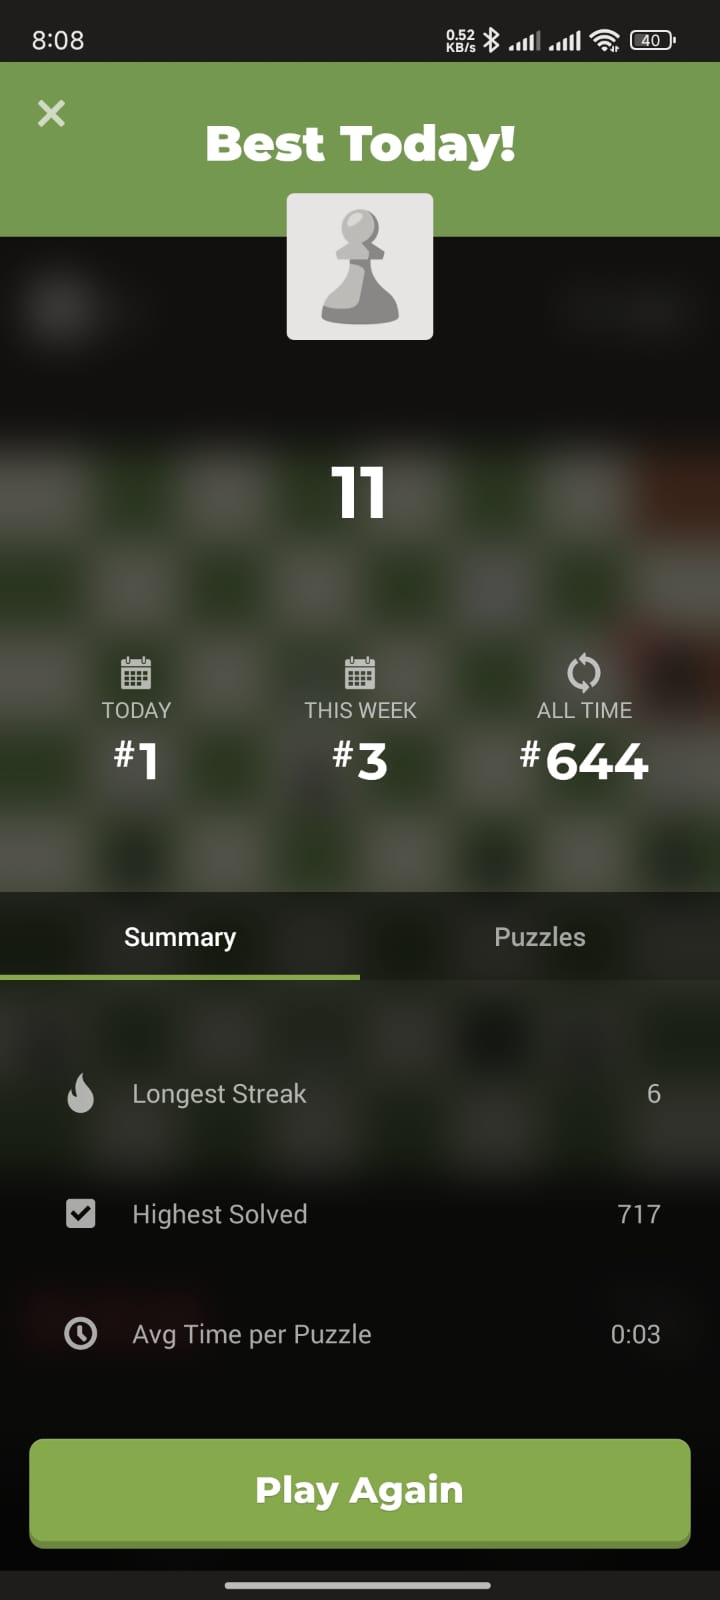 8:08
0.52
KB/s
40
Best Today!
11
TODAY
THIS WEEK
ALL TIME
#1
#3
#644
Summary
Puzzles
Longest Streak
6
Highest Solved
717
Avg Time per Puzzle
0:03
Play Again